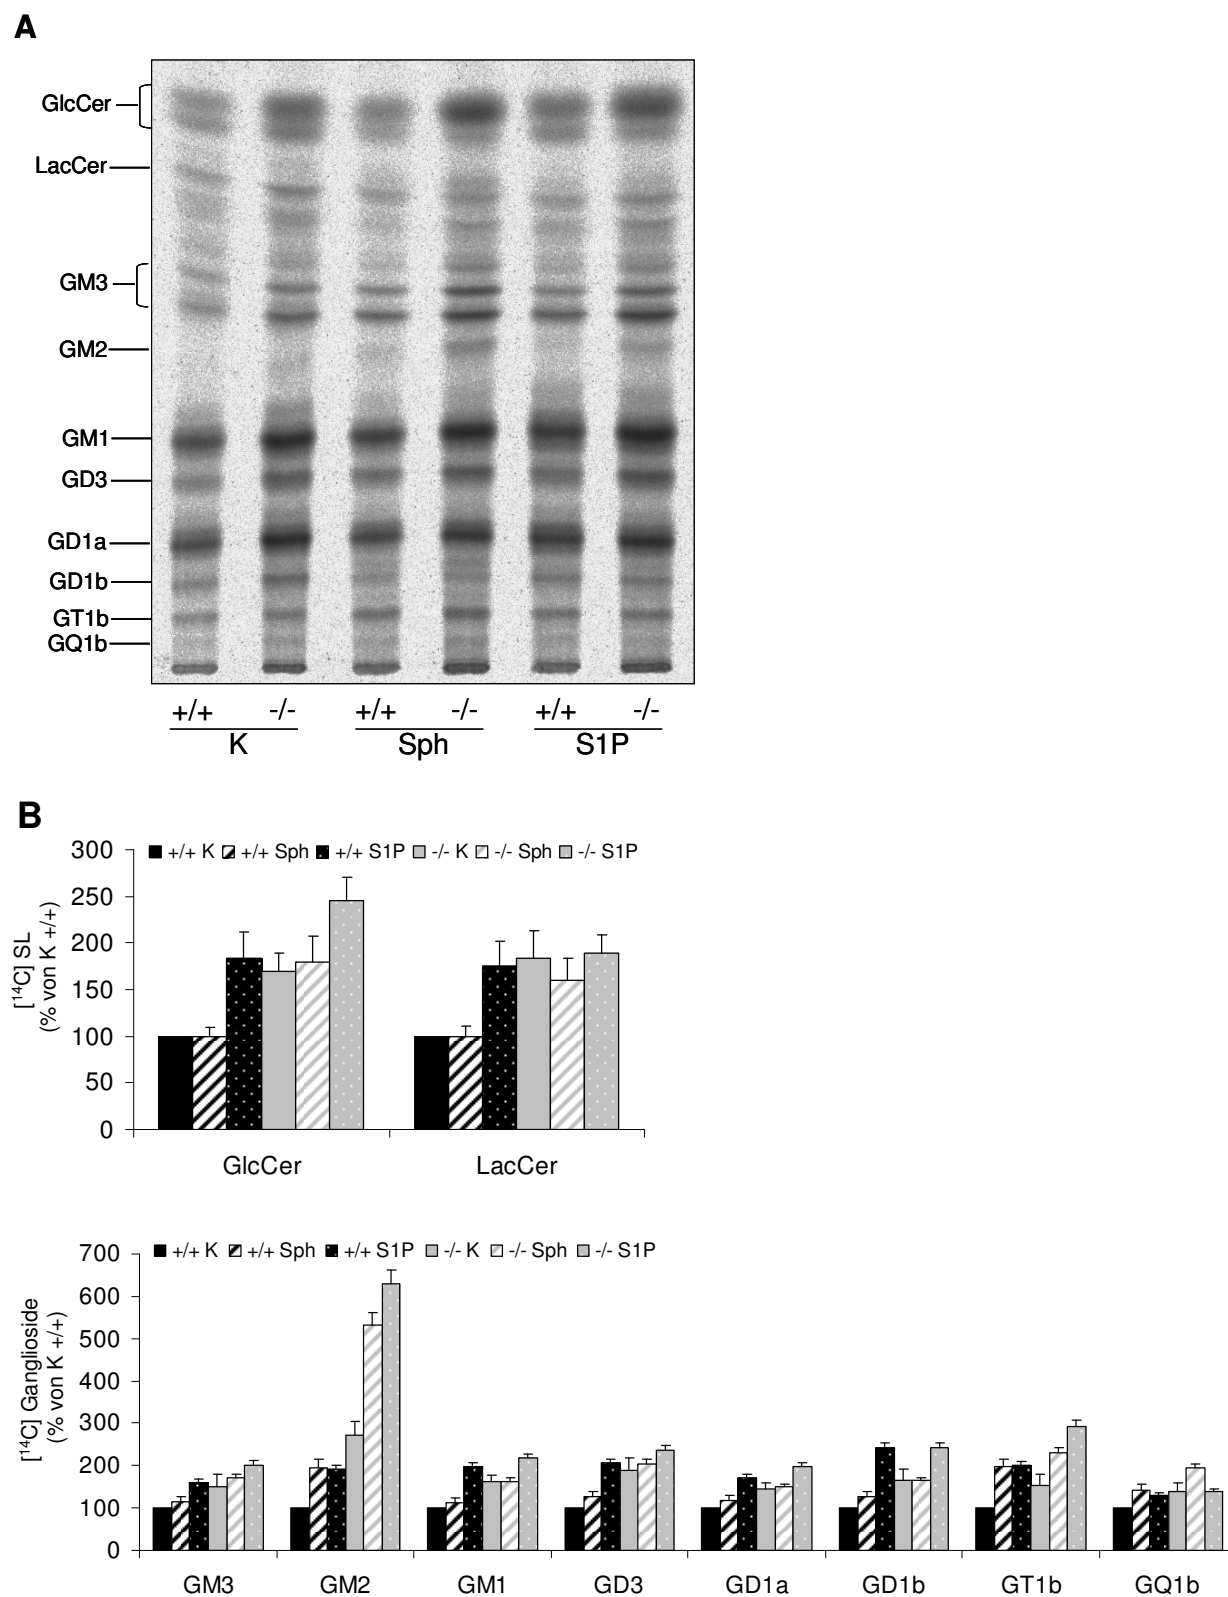 A
GlcCer
LacCer
GM3
GM2
GM1
GD3
GD1a
GD1b
GT1b
GQ1b
+/+ -/- +/+ -/- +/+ -/-
K Sph S1P
B
[¹⁴C] SL
(% von K +/+)
300
250
200
150
100
50
0
+/+ K +/+ Sph +/+ S1P -/- K -/- Sph -/- S1P
GlcCer LacCer
[¹⁴C] Ganglioside
(% von K +/+)
700
600
500
400
300
200
100
0
+/+ K +/+ Sph +/+ S1P -/- K -/- Sph -/- S1P
GM3 GM2 GM1 GD3 GD1a GD1b GT1b GQ1b